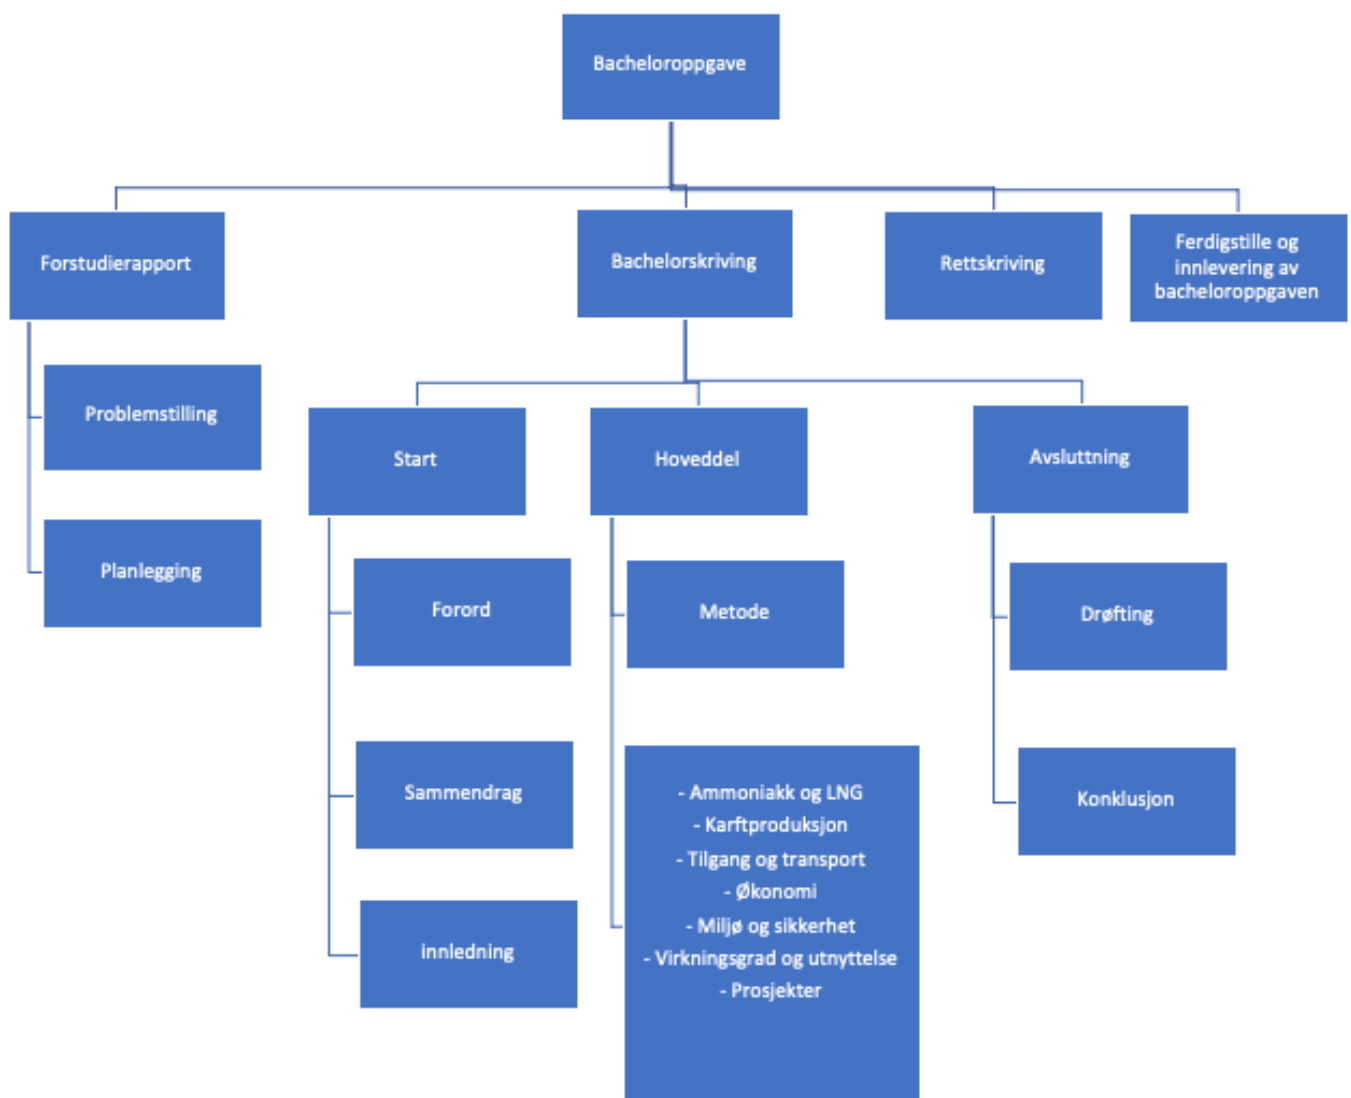 Bacheloroppgave
Forstudierapport
Bachelorskriving
Rettskriving
Ferdigstille og
innlevering av
bacheloroppgaven
Problemstilling
Planlegging
Start
Hoveddel
Avsluttning
Forord
Sammendrag
innledning
Metode
- Ammoniakk og LNG
- Karftproduksjon
- Tilgang og transport
- Økonomi
- Miljø og sikkerhet
- Virkningsgrad og utnyttelse
- Prosjekter
Drøfting
Konklusjon